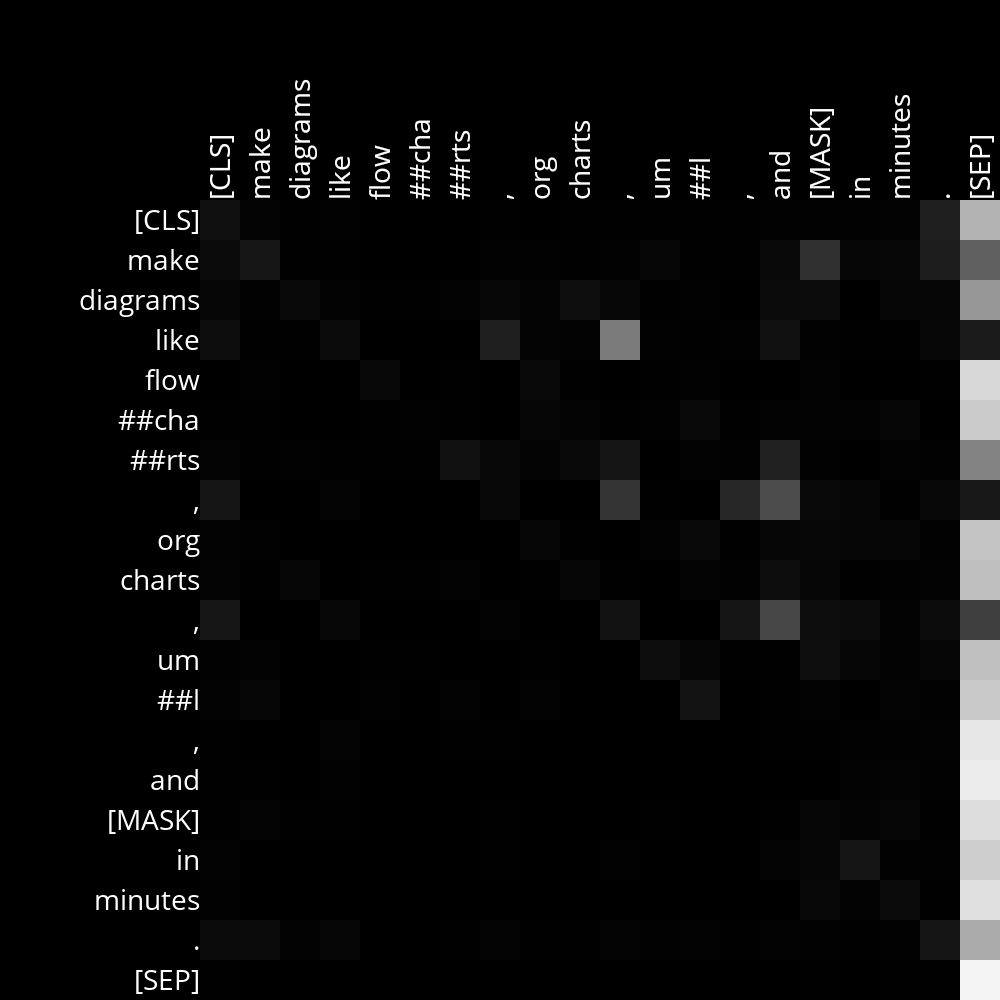 [CLS] make diagrams like flow ##cha ##rts , org charts , um ##l , and [MASK] in minutes . [SEP]
[CLS]
make
diagrams
like
flow
##cha
##rts
,
org
charts
,
um
##l
,
and
[MASK]
in
minutes
.
[SEP]